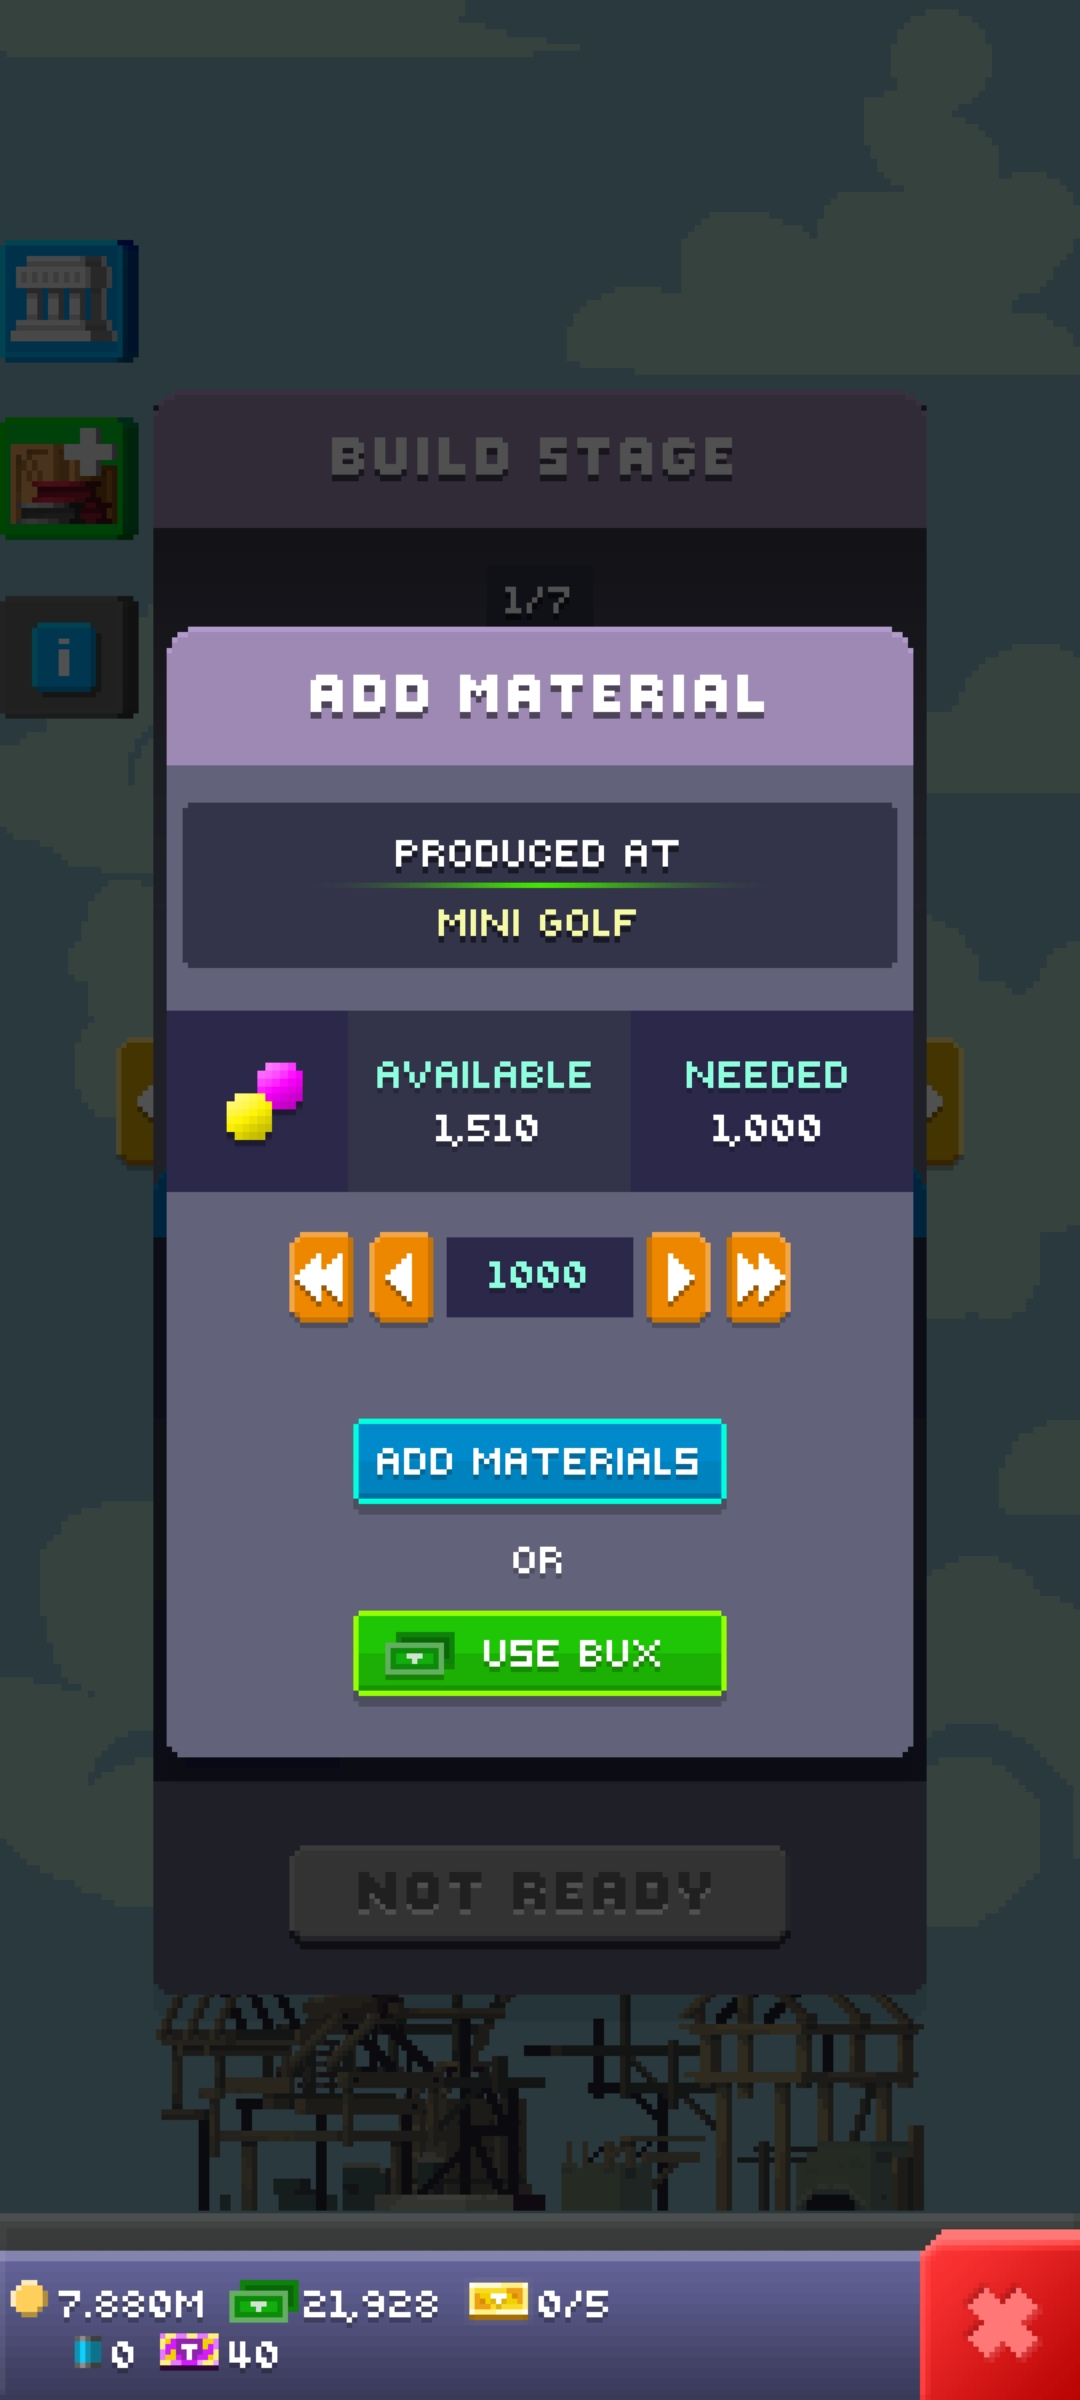 BUILD STAGE
1/7
ADD MATERIAL
PRODUCED AT
MINI GOLF
AVAILABLE
1,510
NEEDED
1,000
1000
ADD MATERIALS
OR
USE BUX
NOT READY
7.880M 21,928 0/5
0 40